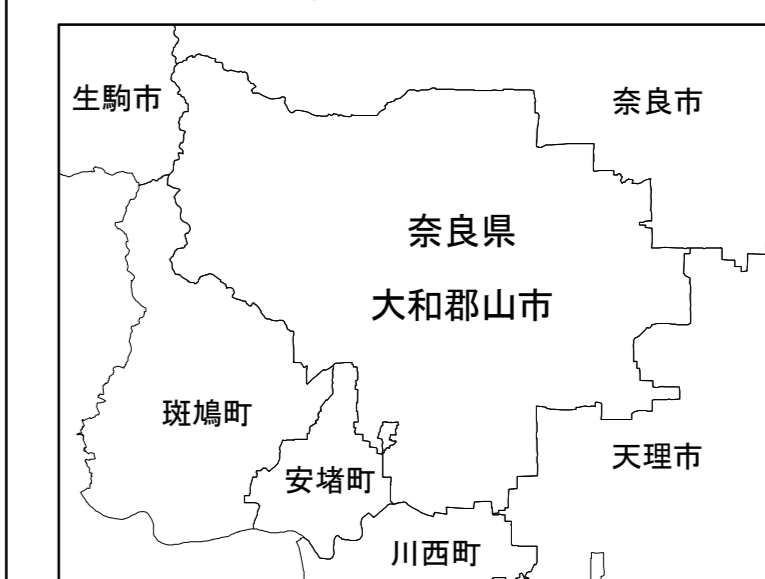 生駒市
奈良市
奈良県
大和郡山市
斑鳩町
天理市
安堵町
川西町